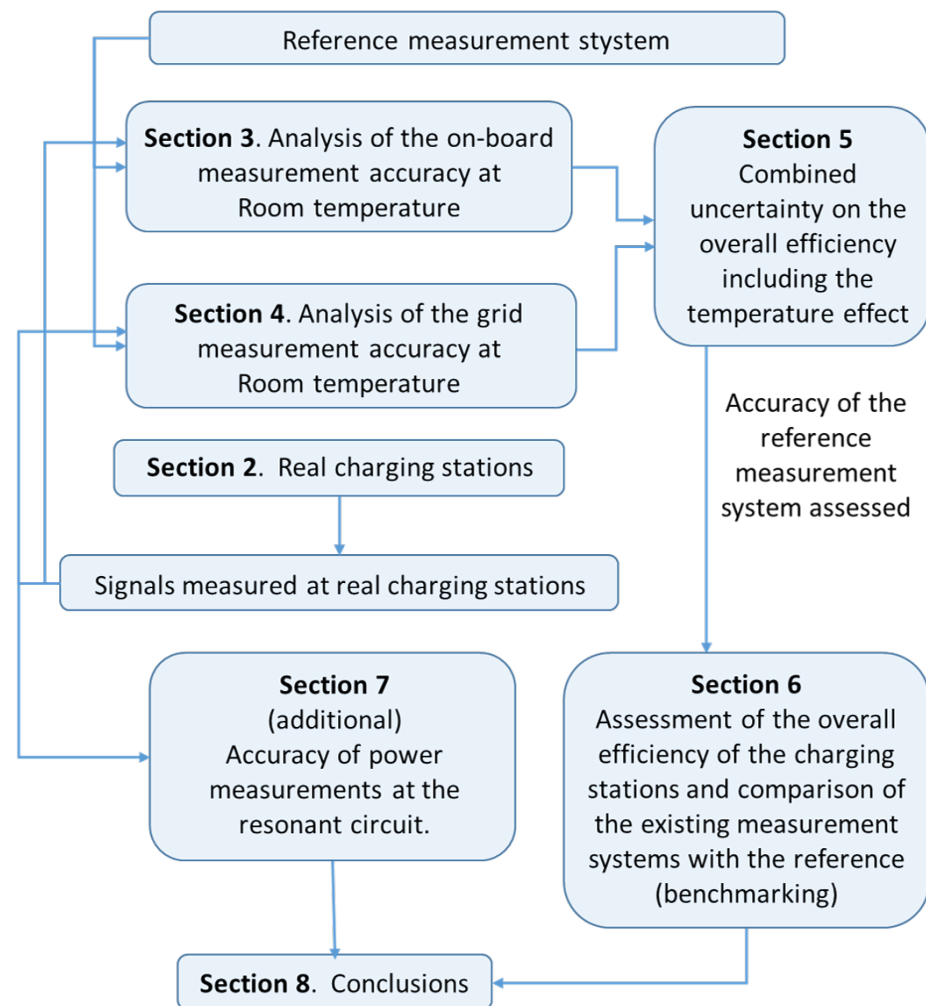 Reference measurement stystem
Section 3. Analysis of the on-board
measurement accuracy at
Room temperature
Section 5
Combined
uncertainty on the
overall efficiency
including the
temperature effect
Section 4. Analysis of the grid
measurement accuracy at
Room temperature
Accuracy of the
reference
measurement
system assessed
Section 2.  Real charging stations
Signals measured at real charging stations
Section 7
(additional)
Accuracy of power
measurements at the
resonant circuit.
Section 6
Assessment of the overall
efficiency of the charging
stations and comparison of
the existing measurement
systems with the reference
(benchmarking)
Section 8.  Conclusions